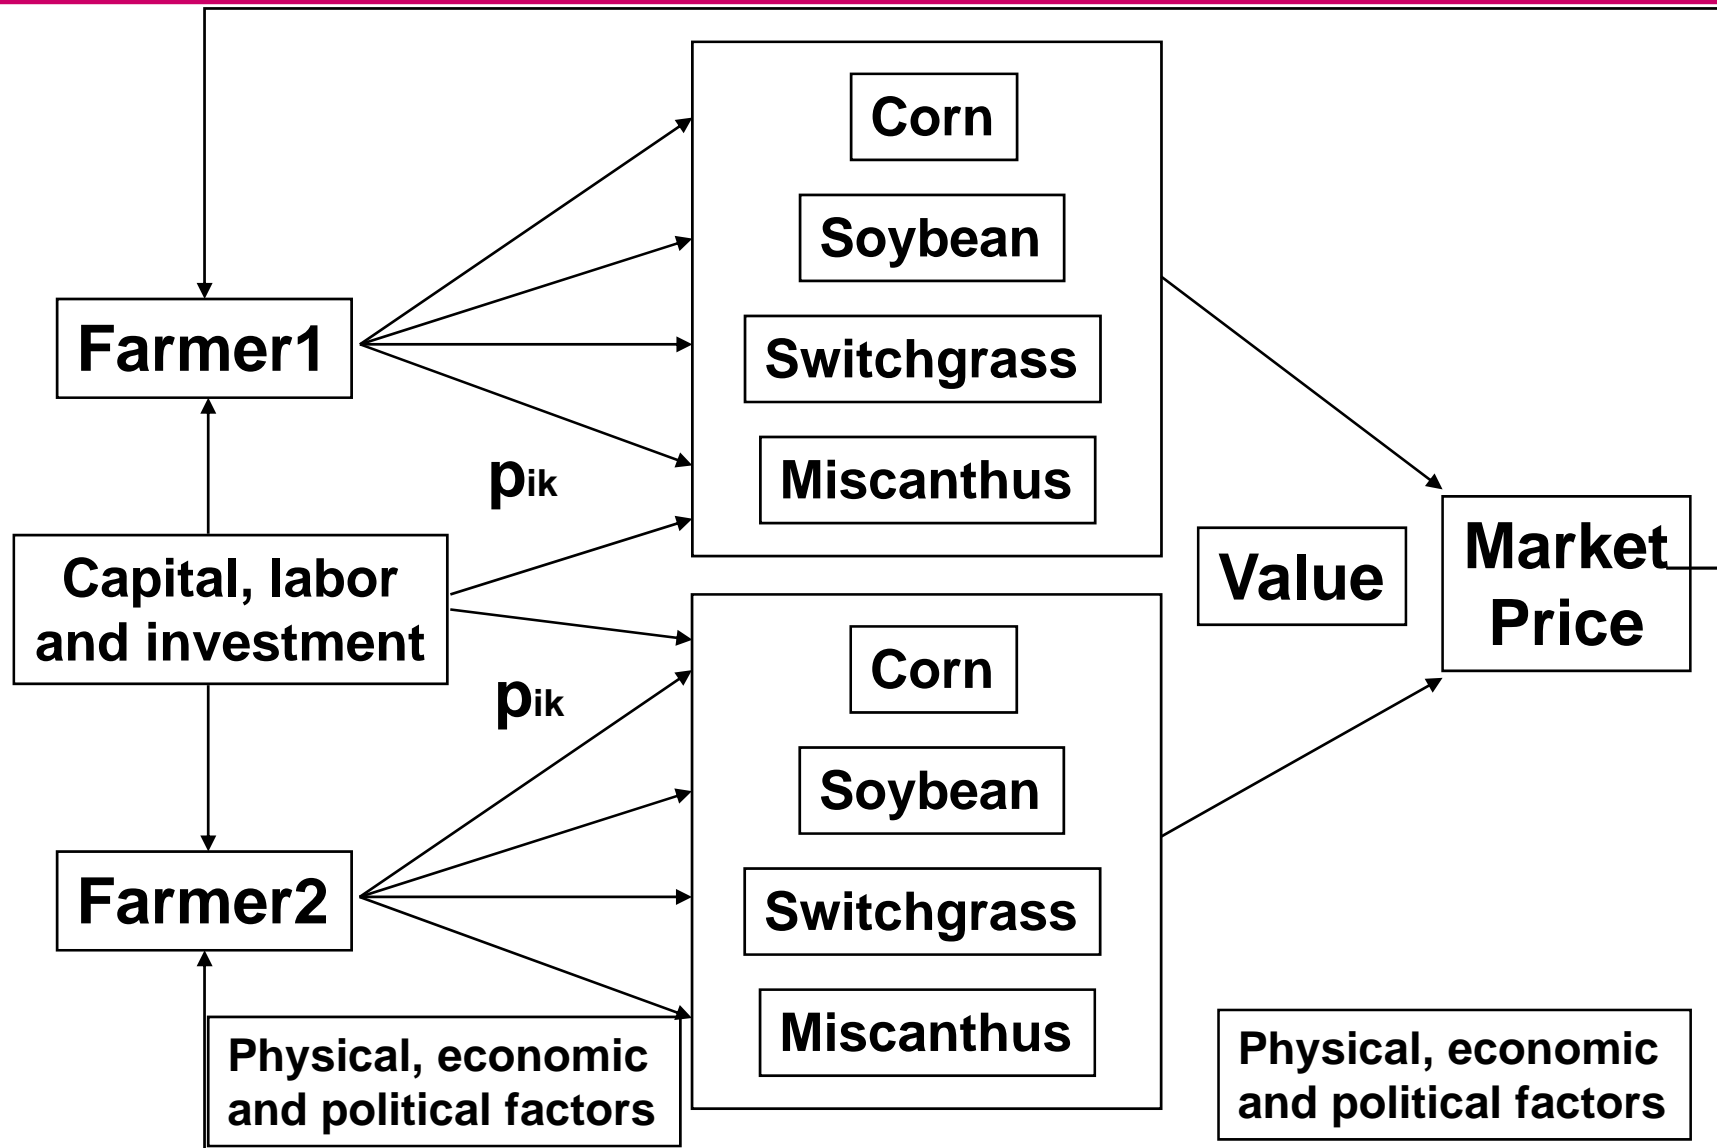 Corn
Soybean
Farmer1
Switchgrass
Miscanthus
pik
Capital, labor
and investment
Value
Market
Price
Corn
pik
Soybean
Farmer2
Switchgrass
Miscanthus
Physical, economic
and political factors
Physical, economic
and political factors